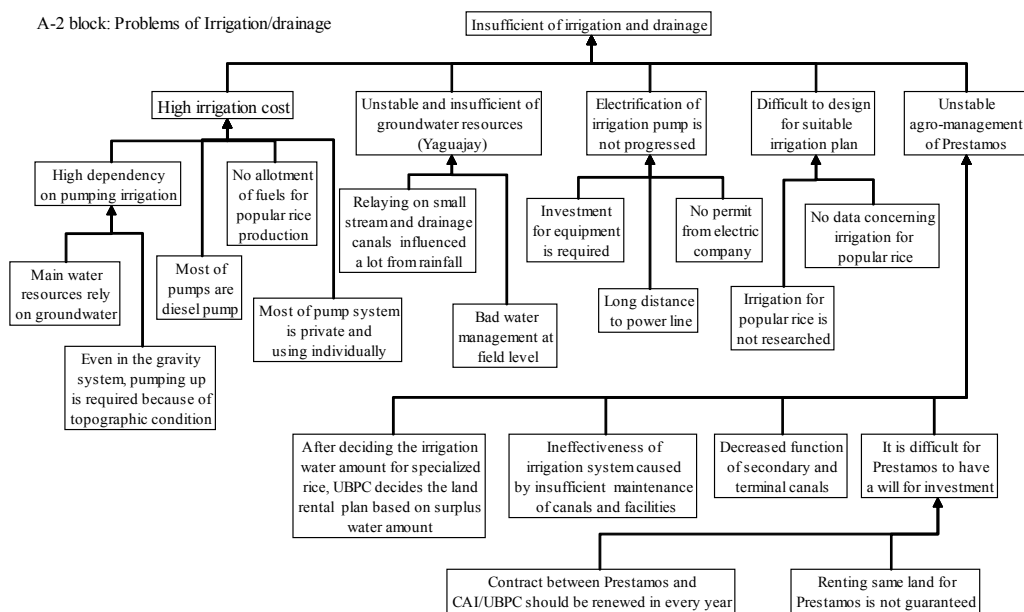 A-2 block: Problems of Irrigation/drainage
Insufficient of irrigation and drainage
High irrigation cost
Unstable and insufficient of
groundwater resources
(Yaguajay)
Electrification of
irrigation pump is
not progressed
Difficult to design
for suitable
irrigation plan
Unstable
agro-management
of Prestamos
High dependency
on pumping irrigation
No allotment
of fuels for
popular rice
production
Relaying on small
stream and drainage
canals influenced
a lot from rainfall
Investment
for equipment
is required
No permit
from electric
company
No data concerning
irrigation for
popular rice
Main water
resources rely
on groundwater
Most of
pumps are
diesel pump
Most of pump system
is private and
using individually
Bad water
management at
field level
Long distance
to power line
Irrigation for
popular rice is
not researched
Even in the gravity
system, pumping up
is required because of
topographic condition
After deciding the irrigation
water amount for specialized
rice, UBPC decides the land
rental plan based on surplus
water amount
Ineffectiveness of
irrigation system caused
by insufficient maintenance
of canals and facilities
Decreased function
of secondary and
terminal canals
It is difficult for
Prestamos to have
a will for investment
Contract between Prestamos and
CAI/UBPC should be renewed in every year
Renting same land for
Prestamos is not guaranteed